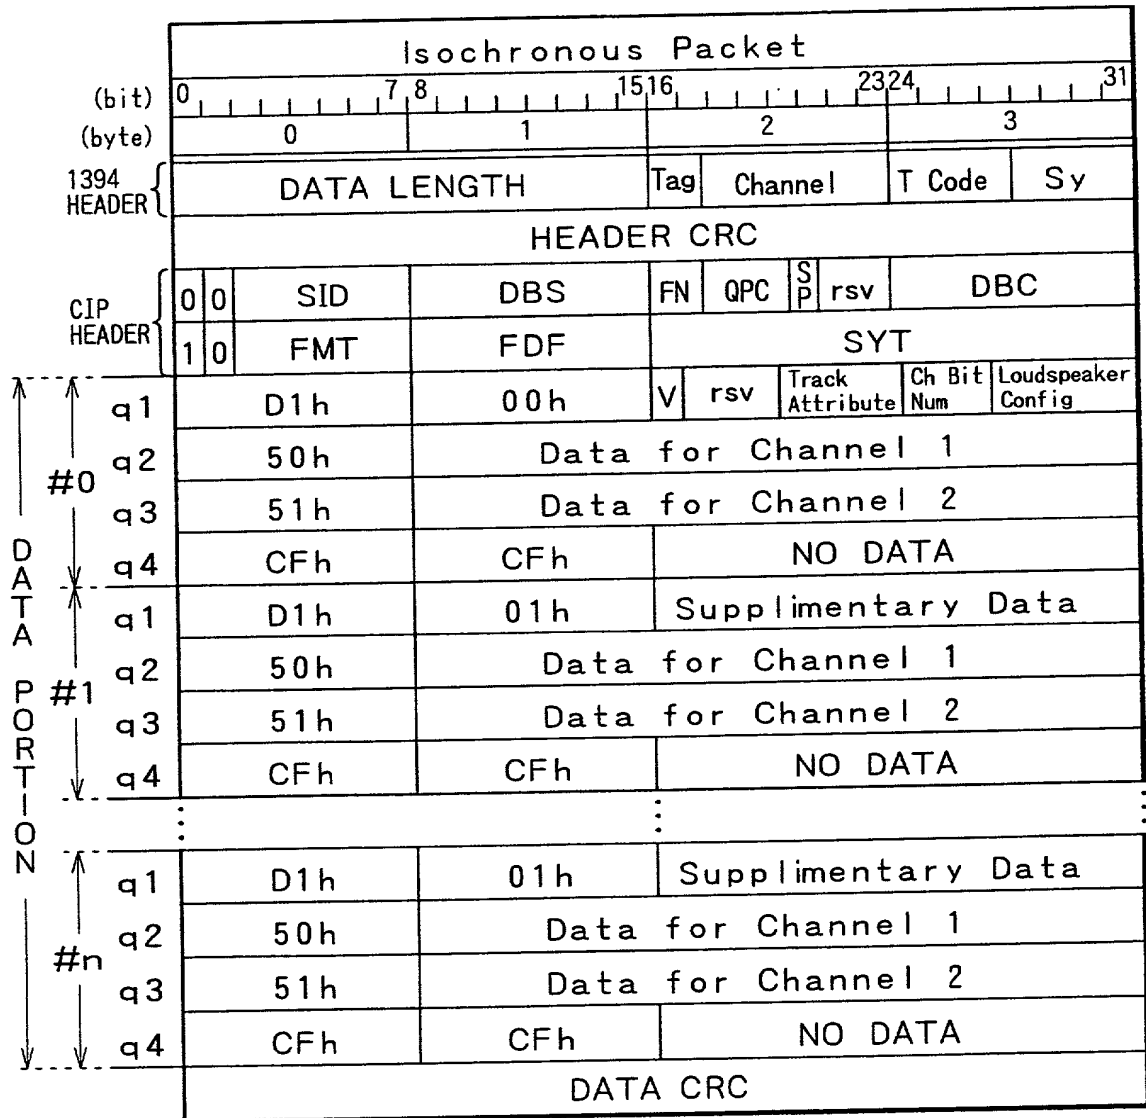 Isochronous Packet
(bit) 0 7 8 15 16 23 24 31
(byte) 0 1 2 3
1394 HEADER DATA LENGTH Tag Channel T Code Sy
HEADER CRC
CIP HEADER
0 0 SID DBS FN QPC SP rsv DBC
1 0 FMT FDF SYT
DATA PORTION
#0
q1 D1h 00h V rsv Track Attribute Ch Bit Num Loudspeaker Config
q2 50h Data for Channel 1
q3 51h Data for Channel 2
q4 CFh CFh NO DATA
#1
q1 D1h 01h Supplimentary Data
q2 50h Data for Channel 1
q3 51h Data for Channel 2
q4 CFh CFh NO DATA
#n
q1 D1h 01h Supplimentary Data
q2 50h Data for Channel 1
q3 51h Data for Channel 2
q4 CFh CFh NO DATA
DATA CRC